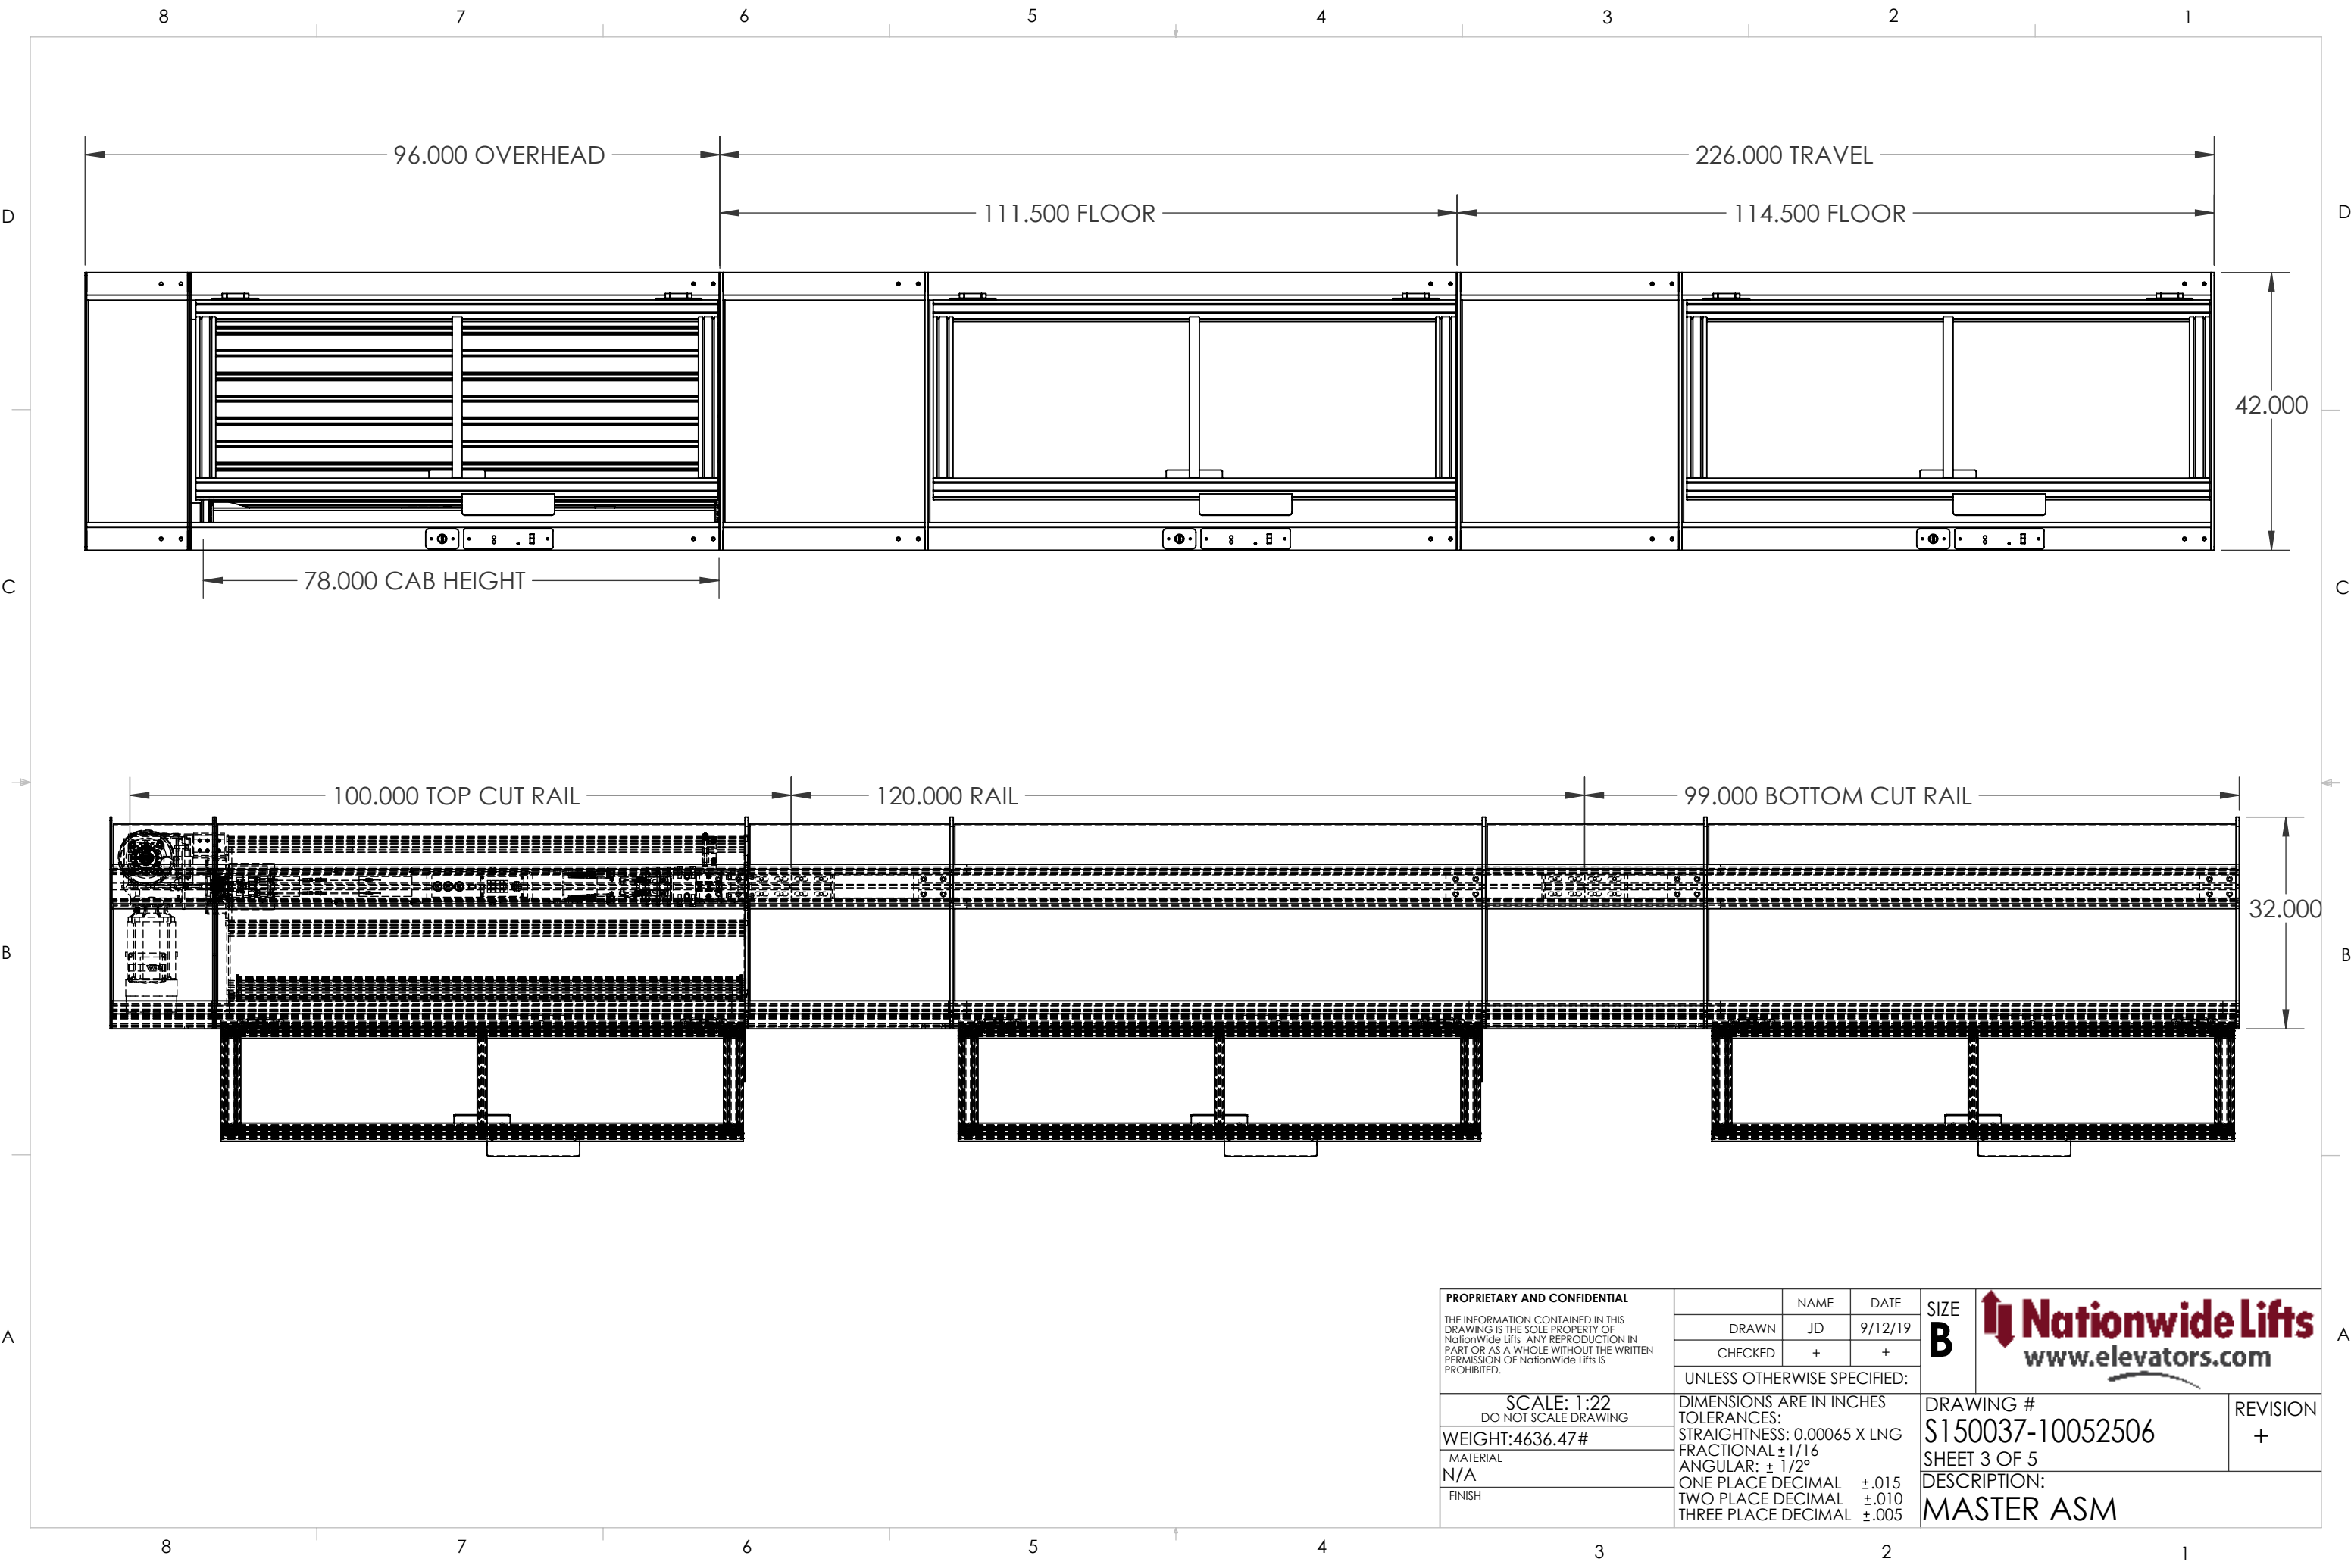 8 7 6 5 4 3 2 1
96.000 OVERHEAD
226.000 TRAVEL
D
111.500 FLOOR
114.500 FLOOR
D
42.000
78.000 CAB HEIGHT
C
C
100.000 TOP CUT RAIL
120.000 RAIL
99.000 BOTTOM CUT RAIL
32.000
B
B
A
A
PROPRIETARY AND CONFIDENTIAL
THE INFORMATION CONTAINED IN THIS
DRAWING IS THE SOLE PROPERTY OF
NationWide Lifts ANY REPRODUCTION IN
PART OR AS A WHOLE WITHOUT THE WRITTEN
PERMISSION OF NationWide Lifts IS
PROHIBITED.
SCALE: 1:22
DO NOT SCALE DRAWING
WEIGHT:4636.47#
MATERIAL
N/A
FINISH
NAME DATE
DRAWN JD 9/12/19
CHECKED + +
UNLESS OTHERWISE SPECIFIED:
DIMENSIONS ARE IN INCHES
TOLERANCES:
STRAIGHTNESS: 0.00065 X LNG
FRACTIONAL ±1/16
ANGULAR: ± 1/2°
ONE PLACE DECIMAL ±.015
TWO PLACE DECIMAL ±.010
THREE PLACE DECIMAL ±.005
SIZE
B
Nationwide Lifts
www.elevators.com
DRAWING #
S150037-10052506
SHEET 3 OF 5
REVISION
+
DESCRIPTION:
MASTER ASM
8 7 6 5 4 3 2 1